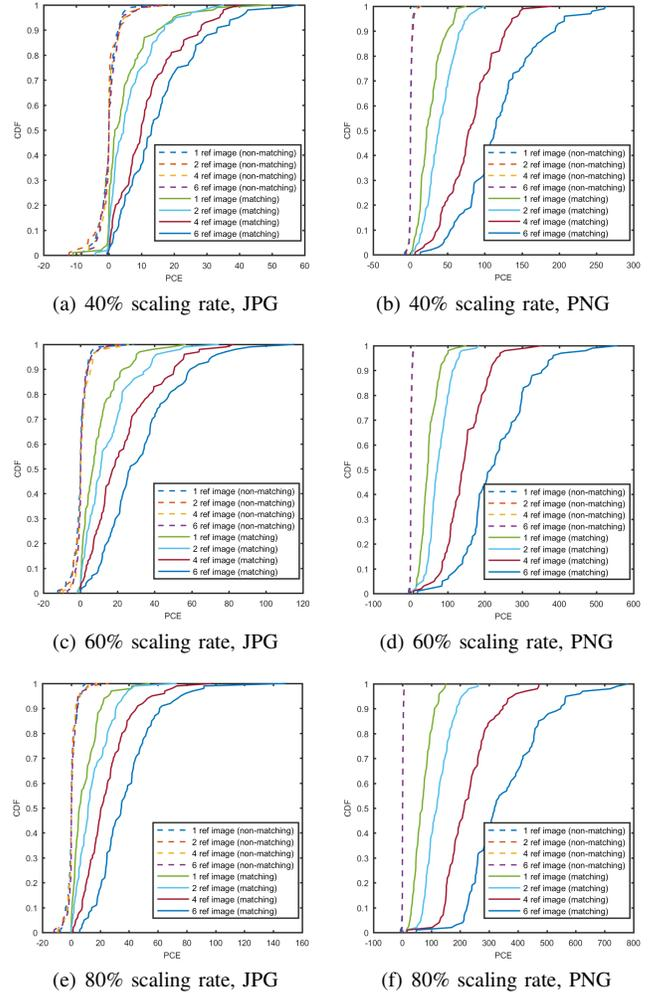 1
0.9
0.8
0.7
0.6
0.5
0.4
0.3
0.2
0.1
0
CDF
-20 -10 0 10 20 30 40 50 60
PCE
1 ref image (non-matching)
2 ref image (non-matching)
4 ref image (non-matching)
6 ref image (non-matching)
1 ref image (matching)
2 ref image (matching)
4 ref image (matching)
6 ref image (matching)
(a) 40% scaling rate, JPG
1
0.9
0.8
0.7
0.6
0.5
0.4
0.3
0.2
0.1
0
CDF
-50 0 50 100 150 200 250 300
PCE
1 ref image (non-matching)
2 ref image (non-matching)
4 ref image (non-matching)
6 ref image (non-matching)
1 ref image (matching)
2 ref image (matching)
4 ref image (matching)
6 ref image (matching)
(b) 40% scaling rate, PNG
1
0.9
0.8
0.7
0.6
0.5
0.4
0.3
0.2
0.1
0
CDF
-20 0 20 40 60 80 100 120
PCE
1 ref image (non-matching)
2 ref image (non-matching)
4 ref image (non-matching)
6 ref image (non-matching)
1 ref image (matching)
2 ref image (matching)
4 ref image (matching)
6 ref image (matching)
(c) 60% scaling rate, JPG
1
0.9
0.8
0.7
0.6
0.5
0.4
0.3
0.2
0.1
0
CDF
-100 0 100 200 300 400 500 600
PCE
1 ref image (non-matching)
2 ref image (non-matching)
4 ref image (non-matching)
6 ref image (non-matching)
1 ref image (matching)
2 ref image (matching)
4 ref image (matching)
6 ref image (matching)
(d) 60% scaling rate, PNG
1
0.9
0.8
0.7
0.6
0.5
0.4
0.3
0.2
0.1
0
CDF
-20 0 20 40 60 80 100 120 140 160
PCE
1 ref image (non-matching)
2 ref image (non-matching)
4 ref image (non-matching)
6 ref image (non-matching)
1 ref image (matching)
2 ref image (matching)
4 ref image (matching)
6 ref image (matching)
(e) 80% scaling rate, JPG
1
0.9
0.8
0.7
0.6
0.5
0.4
0.3
0.2
0.1
0
CDF
-100 0 100 200 300 400 500 600 700 800
PCE
1 ref image (non-matching)
2 ref image (non-matching)
4 ref image (non-matching)
6 ref image (non-matching)
1 ref image (matching)
2 ref image (matching)
4 ref image (matching)
6 ref image (matching)
(f) 80% scaling rate, PNG